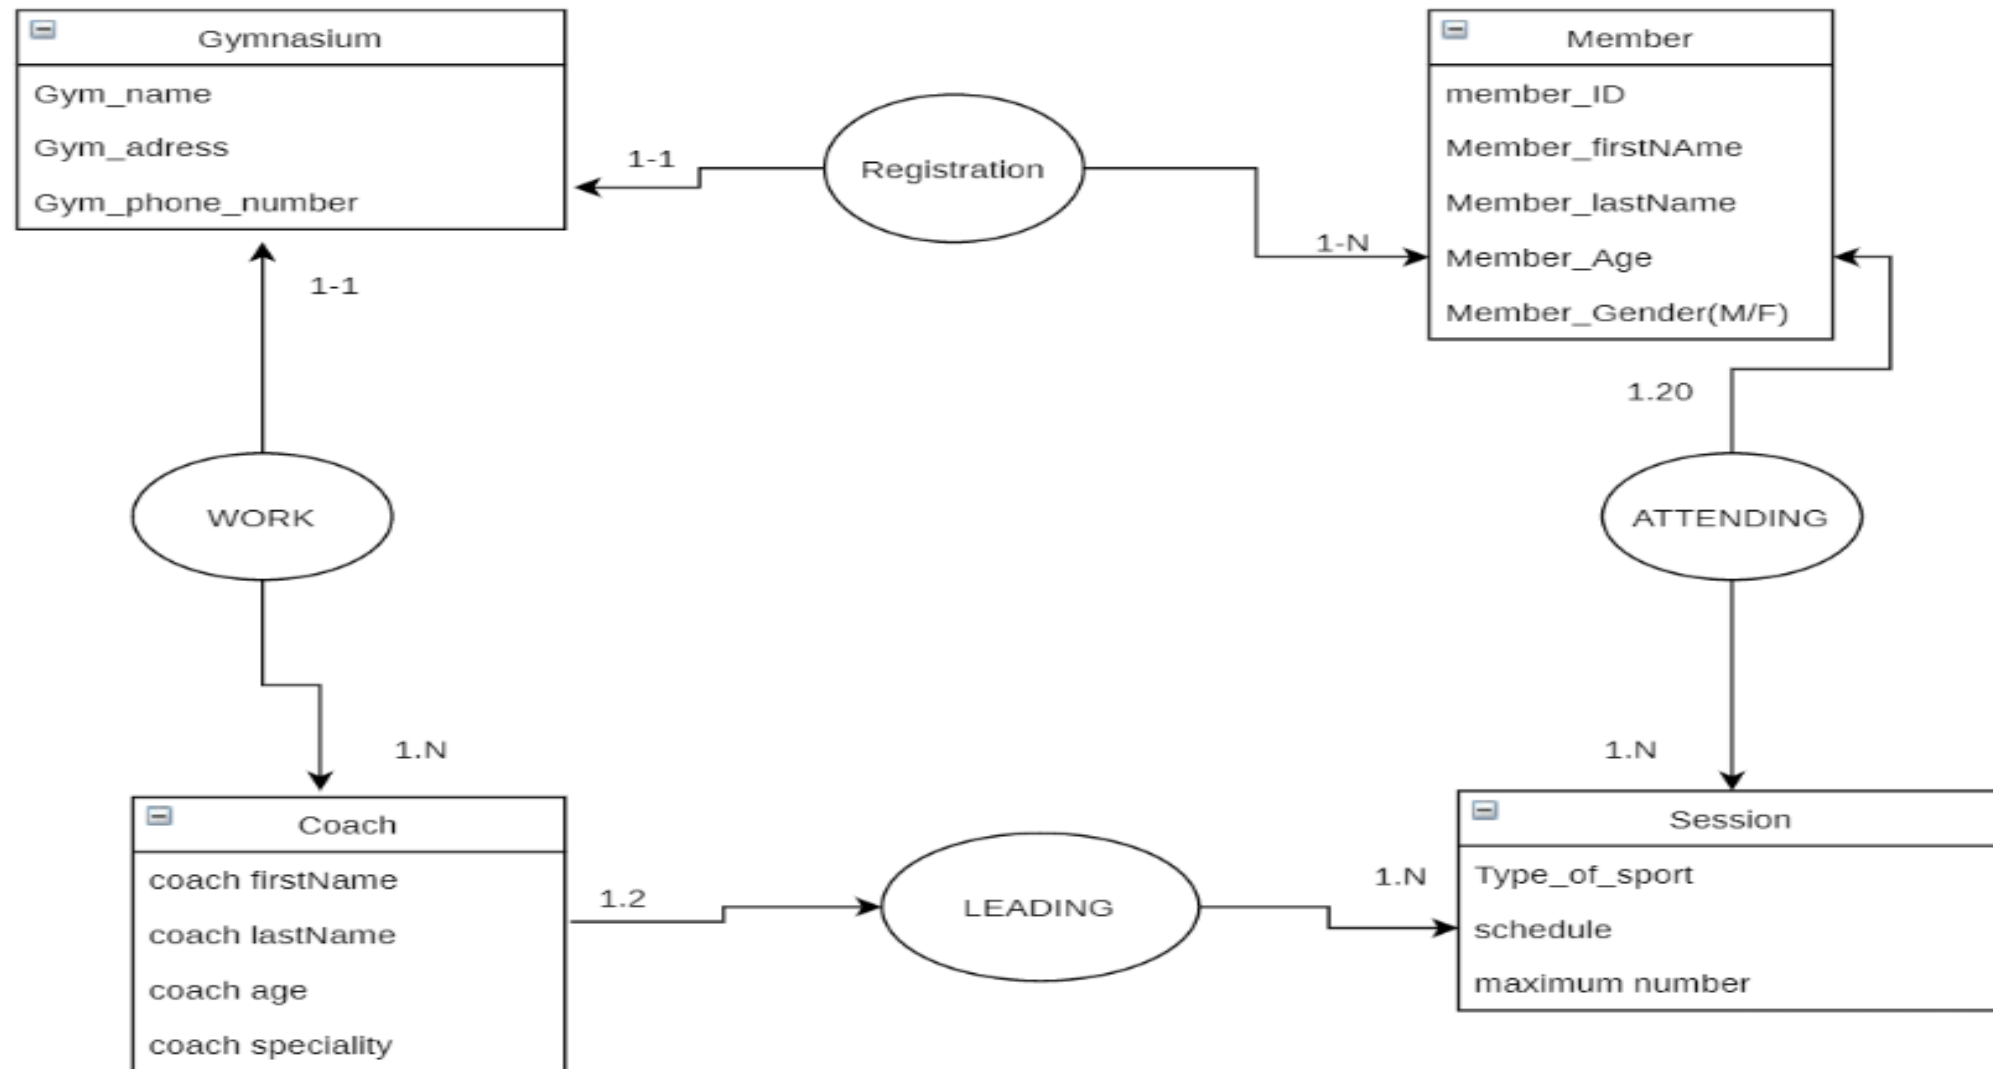 Gymnasium
Gym_name
Gym_adress
Gym_phone_number
1-1
Registration
1-N
Member
member_ID
Member_firstNAme
Member_lastName
Member_Age
Member_Gender(M/F)
1-1
WORK
1.N
1.20
ATTENDING
1.N
Coach
coach firstName
coach lastName
coach age
coach speciality
1.2
LEADING
1.N
Session
Type_of_sport
schedule
maximum number